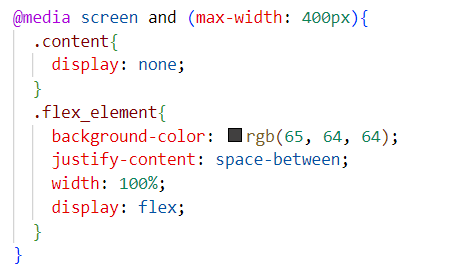 @media screen and (max-width: 400px){
.content{
display: none;
}
.flex_element{
background-color: rgb(65, 64, 64);
justify-content: space-between;
width: 100%;
display: flex;
}
}